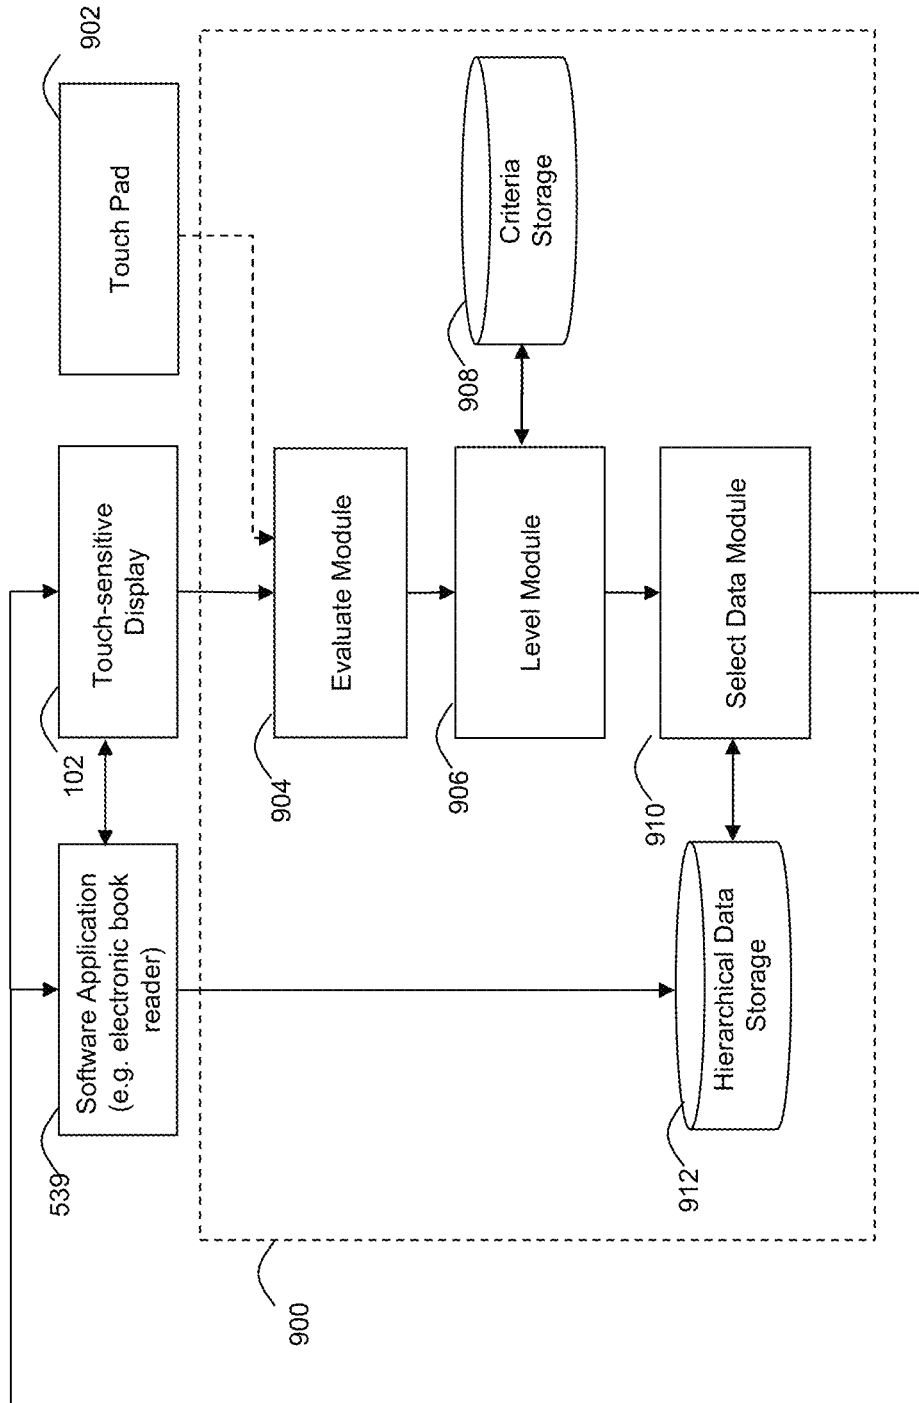 902
Touch Pad
102
Touch-sensitive
Display
539
Software Application
(e.g. electronic book
reader)
900
904
Evaluate Module
906
Level Module
908
Criteria
Storage
910
Select Data Module
912
Hierarchical Data
Storage